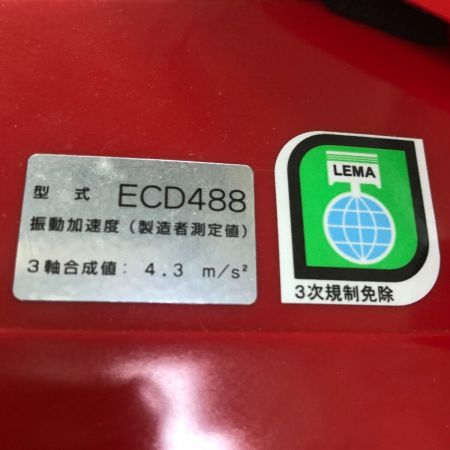 型 式 ECD488
振動加速度（製造者測定値）
3軸合成値: 4.3 m/s²
LEMA
3次規制免除